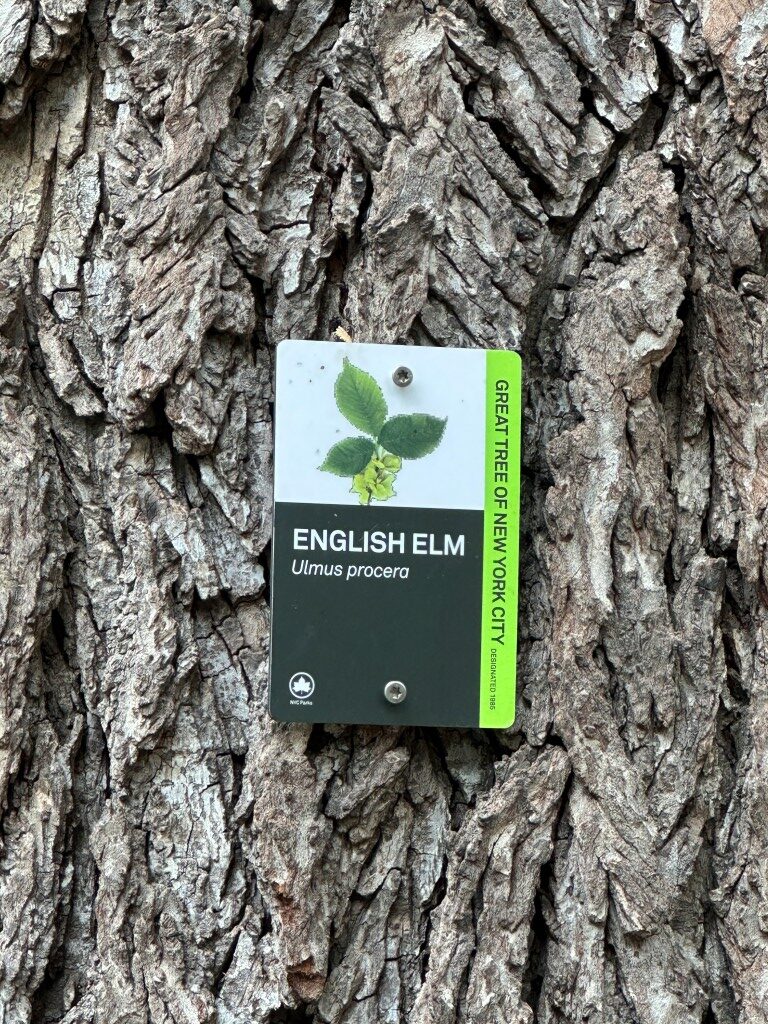 ENGLISH ELM
Ulmus procera
NYC Parks
GREAT TREE OF NEW YORK CITY DESIGNATED 1985